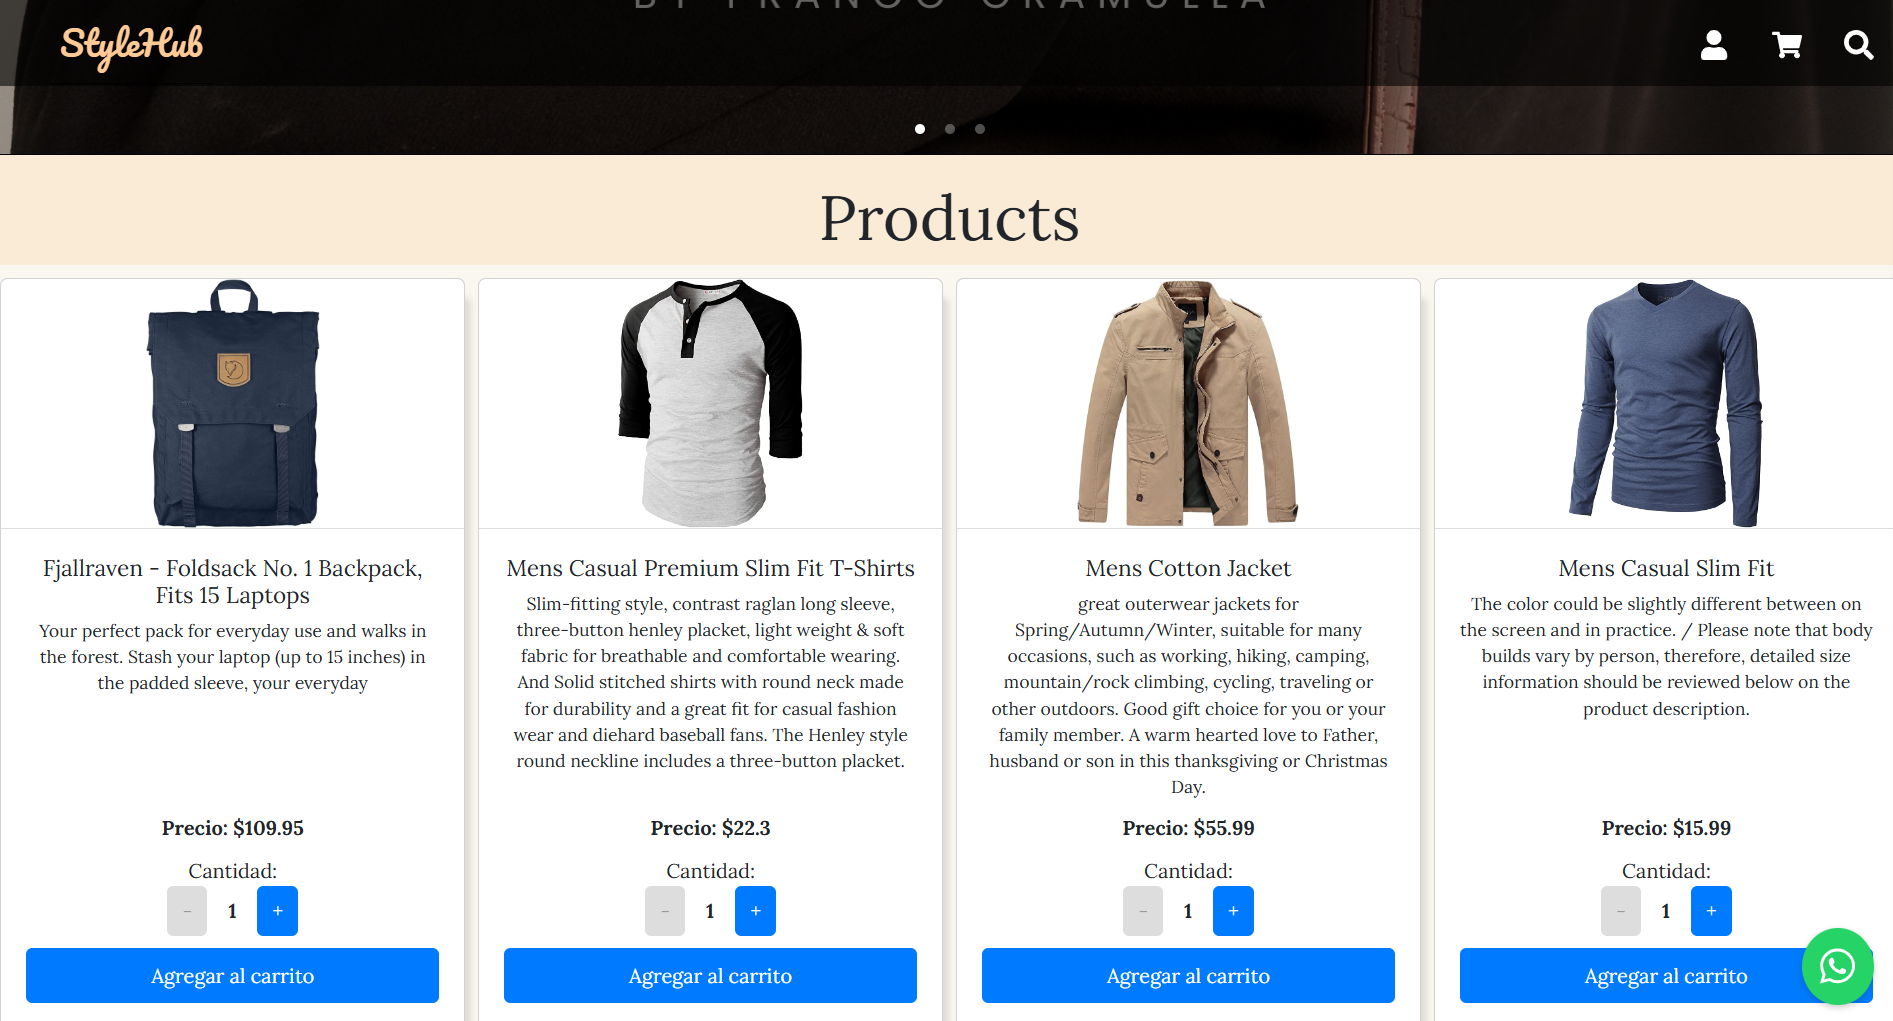 StyleHub
Products
Fjallraven - Foldsack No. 1 Backpack,
Fits 15 Laptops
Your perfect pack for everyday use and walks in
the forest. Stash your laptop (up to 15 inches) in
the padded sleeve, your everyday
Precio: $109.95
Cantidad:
- 1 +
Agregar al carrito
Mens Casual Premium Slim Fit T-Shirts
Slim-fitting style, contrast raglan long sleeve,
three-button henley placket, light weight & soft
fabric for breathable and comfortable wearing.
And Solid stitched shirts with round neck made
for durability and a great fit for casual fashion
wear and diehard baseball fans. The Henley style
round neckline includes a three-button placket.
Precio: $22.3
Cantidad:
- 1 +
Agregar al carrito
Mens Cotton Jacket
great outerwear jackets for
Spring/Autumn/Winter, suitable for many
occasions, such as working, hiking, camping,
mountain/rock climbing, cycling, traveling or
other outdoors. Good gift choice for you or your
family member. A warm hearted love to Father,
husband or son in this thanksgiving or Christmas
Day.
Precio: $55.99
Cantidad:
- 1 +
Agregar al carrito
Mens Casual Slim Fit
The color could be slightly different between on
the screen and in practice. / Please note that body
builds vary by person, therefore, detailed size
information should be reviewed below on the
product description.
Precio: $15.99
Cantidad:
- 1 +
Agregar al carrito